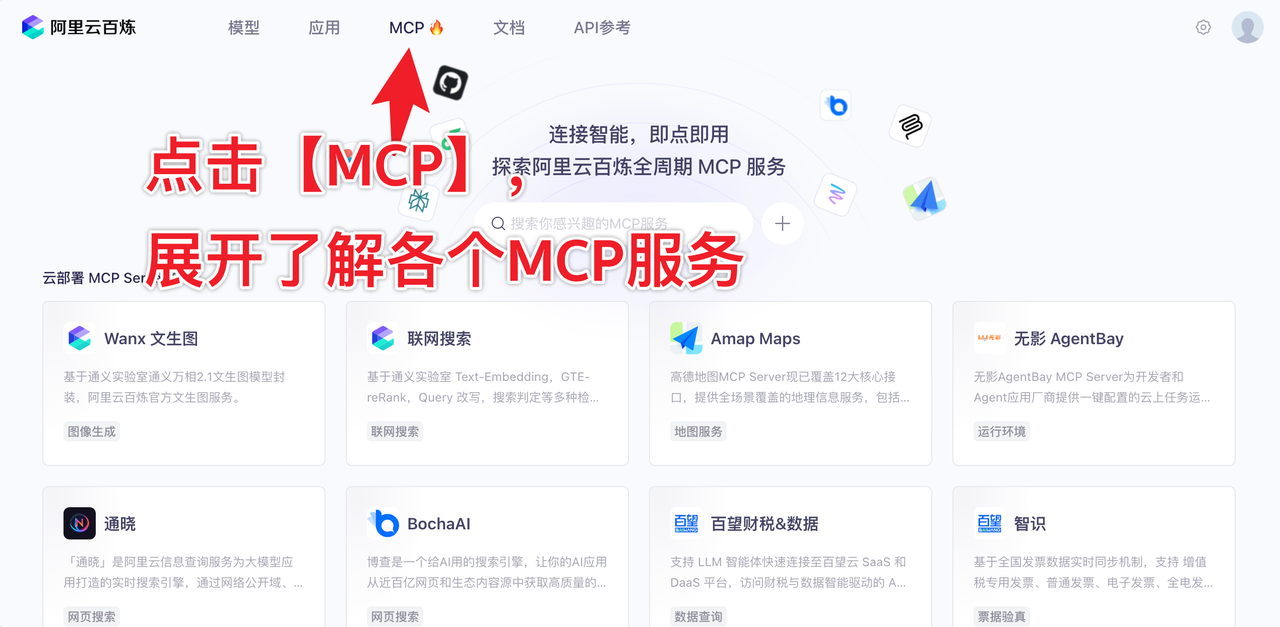 阿里云百炼
模型
应用
MCP
文档
API参考
连接智能，即点即用
探索阿里云百炼全周期 MCP 服务
点击【MCP】，
搜索你感兴趣的MCP服务
展开了解各个MCP服务
云部署 MCP Ser
Wanx 文生图
基于通义实验室通义万相2.1文生图模型封
装，阿里云百炼官方文生图服务。
图像生成
联网搜索
基于通义实验室 Text-Embedding，GTE-
reRank，Query 改写，搜索判定等多种检...
联网搜索
Amap Maps
高德地图MCP Server现已覆盖12大核心接
口，提供全场景覆盖的地理信息服务，包括...
地图服务
无影 AgentBay
无影AgentBay MCP Server为开发者和
Agent应用厂商提供一键配置的云上任务运...
运行环境
通晓
「通晓」是阿里云信息查询服务为大模型应
用打造的实时搜索引擎，通过网络公开域、...
网页搜索
BochaAI
博查是一个给AI用的搜索引擎，让你的AI应用
从近百亿网页和生态内容源中获取高质量的...
网页搜索
百望
百望财税&数据
支持 LLM 智能体快速连接至百望云 SaaS 和
DaaS 平台，访问财税与数据智能驱动的 A...
数据查询
百望
智识
基于全国发票数据实时同步机制，支持 增值
税专用发票、普通发票、电子发票、全电发...
票据验真